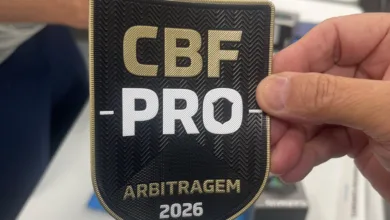 CBF
-PRO-
ARBITRAGEM
2026